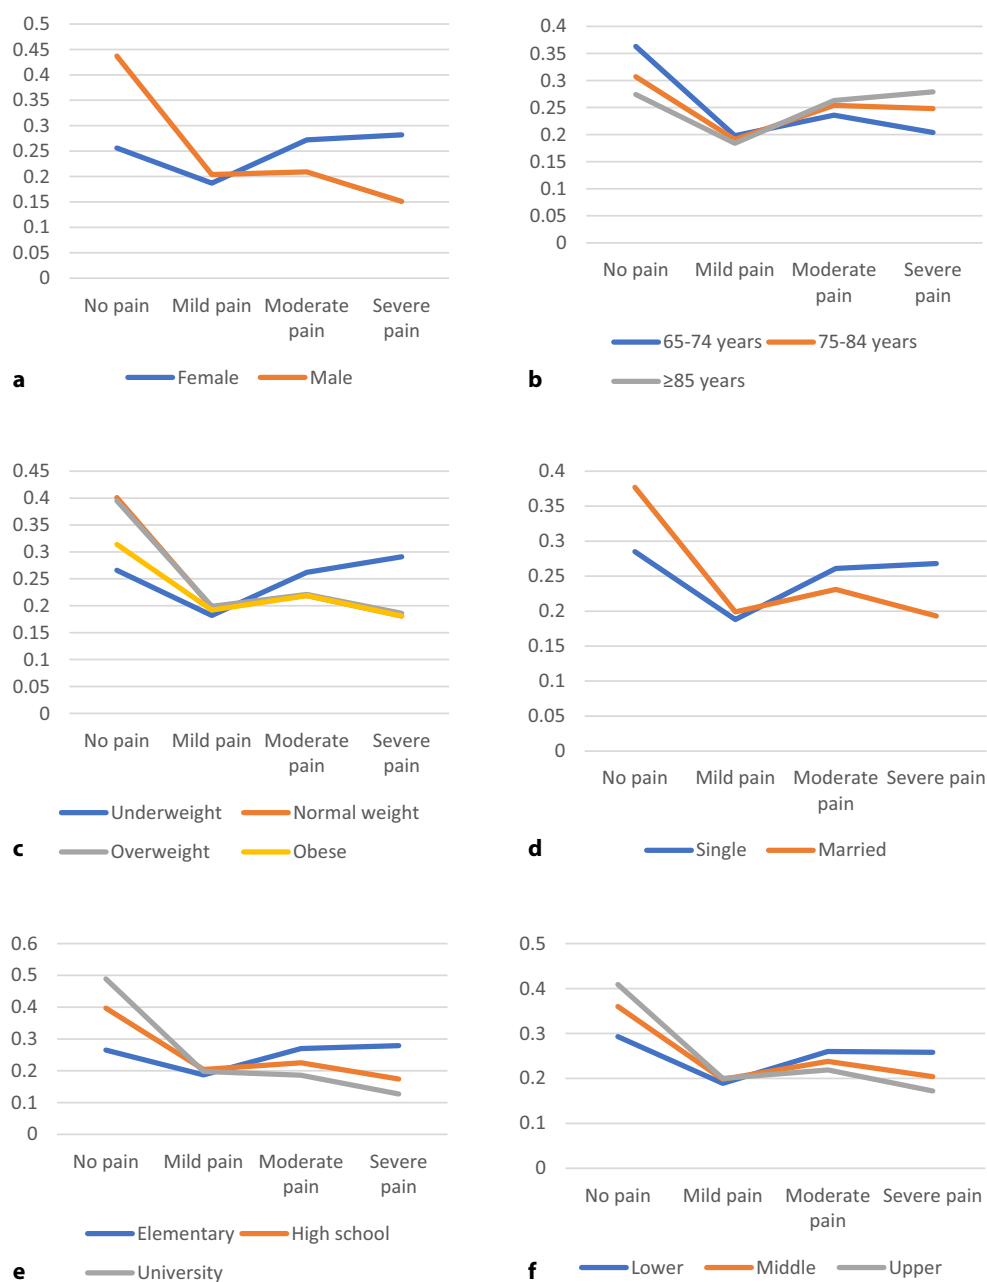 0.5
0.45
0.4
0.35
0.3
0.25
0.2
0.15
0.1
0.05
0
No pain Mild pain Moderate Severe
pain pain
Female Male
a
0.4
0.35
0.3
0.25
0.2
0.15
0.1
0.05
0
No pain Mild pain Moderate Severe
pain pain
65-74 years 75-84 years
≥85 years
b
0.45
0.4
0.35
0.3
0.25
0.2
0.15
0.1
0.05
0
No pain Mild pain Moderate Severe
pain pain
Underweight Normal weight
Overweight Obese
c
0.4
0.35
0.3
0.25
0.2
0.15
0.1
0.05
0
No pain Mild pain Moderate Severe pain
pain
Single Married
d
0.6
0.5
0.4
0.3
0.2
0.1
0
No pain Mild pain Moderate Severe
pain pain
Elementary High school
University
e
0.5
0.4
0.3
0.2
0.1
0
No pain Mild pain Moderate Severe pain
pain
Lower Middle Upper
f